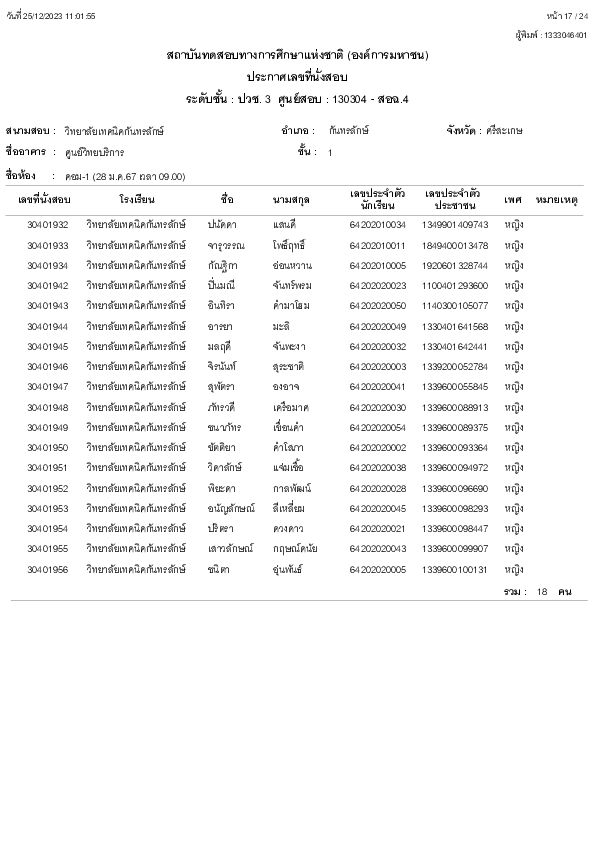 วันที่ 25/12/2023 11:01:55 หน้า 17 / 24
ผู้พิมพ์ : 1333046401
สถาบันทดสอบทางการศึกษาแห่งชาติ (องค์การมหาชน)
ประกาศเลขที่นั่งสอบ
ระดับชั้น : ปวช. 3 ศูนย์สอบ : 130304 - สอฉ.4
สนามสอบ : วิทยาลัยเทคนิคกันทรลักษ์ อำเภอ : กันทรลักษ์ จังหวัด : ศรีสะเกษ
ชื่ออาคาร : ศูนย์วิทยบริการ ชั้น : 1
ชื่อห้อง : คอม-1 (28 ม.ค.67 เวลา 09.00)
เลขที่นั่งสอบ โรงเรียน ชื่อ นามสกุล เลขประจำตัวนักเรียน เลขประจำตัวประชาชน เพศ หมายเหตุ
30401932 วิทยาลัยเทคนิคกันทรลักษ์ ปนัดดา แสนดี 64202010034 1349901409743 หญิง
30401933 วิทยาลัยเทคนิคกันทรลักษ์ จารุวรรณ โพธิ์ฤทธิ์ 64202010011 1849400013478 หญิง
30401934 วิทยาลัยเทคนิคกันทรลักษ์ กัณฐิกา อ่อนหวาน 64202010005 1920601328744 หญิง
30401942 วิทยาลัยเทคนิคกันทรลักษ์ ปิ่นมณี จันทร์พรม 64202020023 1100401293600 หญิง
30401943 วิทยาลัยเทคนิคกันทรลักษ์ อินทิรา คำมาโฮม 64202020050 1140300105077 หญิง
30401944 วิทยาลัยเทคนิคกันทรลักษ์ อารยา มะลิ 64202020049 1330401641568 หญิง
30401945 วิทยาลัยเทคนิคกันทรลักษ์ มลฤดี จันพะงา 64202020032 1330401642441 หญิง
30401946 วิทยาลัยเทคนิคกันทรลักษ์ จิรนันท์ สุระชาติ 64202020003 1339200052784 หญิง
30401947 วิทยาลัยเทคนิคกันทรลักษ์ สุพัตรา องอาจ 64202020041 1339600055845 หญิง
30401948 วิทยาลัยเทคนิคกันทรลักษ์ ภัทรวดี เครือมาศ 64202020030 1339600088913 หญิง
30401949 วิทยาลัยเทคนิคกันทรลักษ์ ชนาภัทร เขื่อนคำ 64202020054 1339600089375 หญิง
30401950 วิทยาลัยเทคนิคกันทรลักษ์ ขัตติยา คำโสภา 64202020002 1339600093364 หญิง
30401951 วิทยาลัยเทคนิคกันทรลักษ์ วิดาลักษ์ แจ่มเชื้อ 64202020038 1339600094972 หญิง
30401952 วิทยาลัยเทคนิคกันทรลักษ์ พิยะดา กาลพัฒน์ 64202020028 1339600096690 หญิง
30401953 วิทยาลัยเทคนิคกันทรลักษ์ อนัญลักษณ์ สีเหลี่ยม 64202020045 1339600098293 หญิง
30401954 วิทยาลัยเทคนิคกันทรลักษ์ ปริตรา ดวงดาว 64202020021 1339600098447 หญิง
30401955 วิทยาลัยเทคนิคกันทรลักษ์ เสาวลักษณ์ กฤษณ์ดนัย 64202020043 1339600099907 หญิง
30401956 วิทยาลัยเทคนิคกันทรลักษ์ ชนิตา อุ่นพันธ์ 64202020005 1339600100131 หญิง
รวม : 18 คน